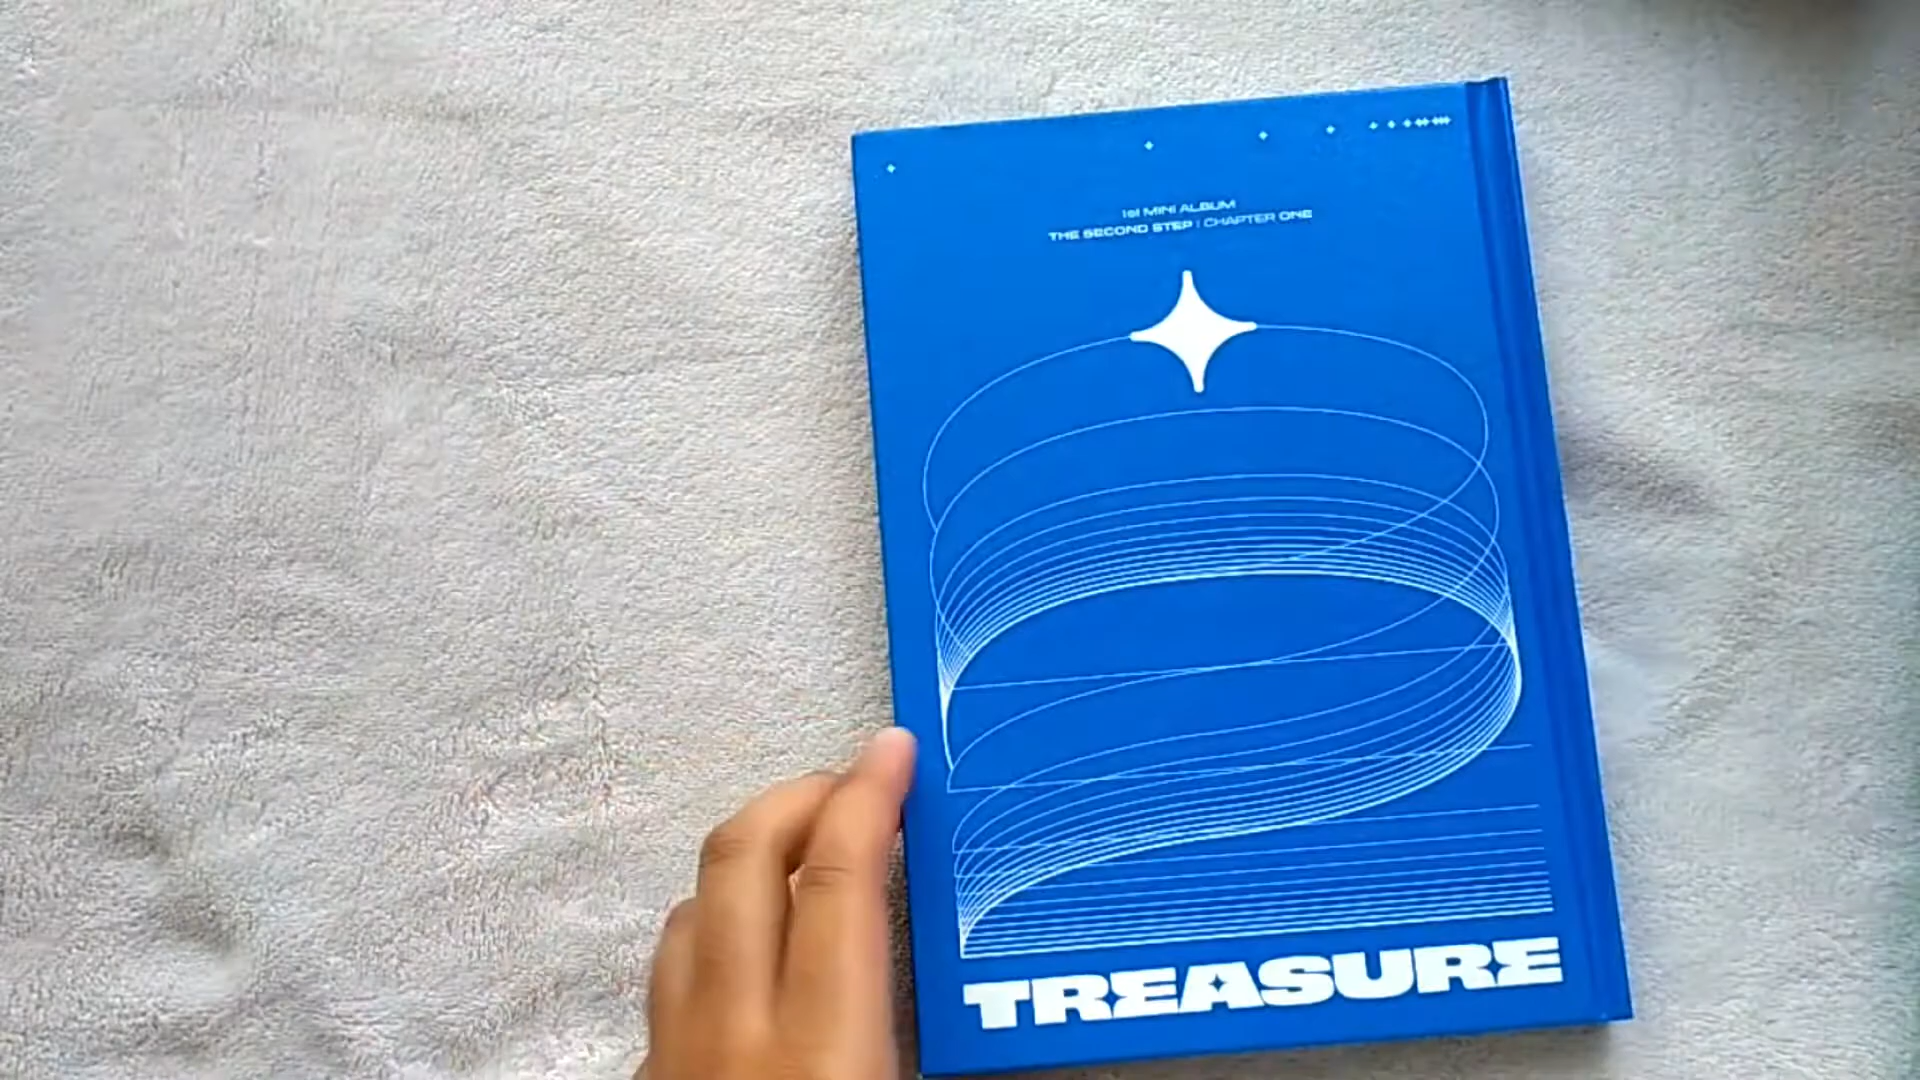 1st MINI ALBUM
THE SECOND STEP | CHAPTER ONE
TREASURE